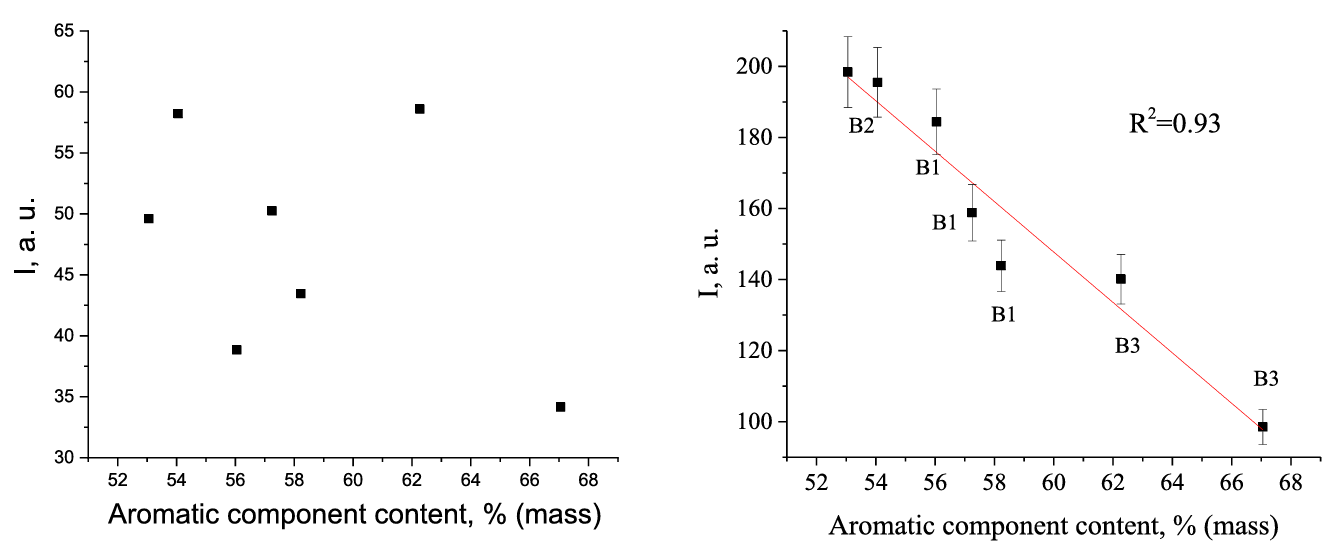 65
60
55
50
45
40
35
30
I, a. u.
52 54 56 58 60 62 64 66 68
Aromatic component content, % (mass)
200
180
160
140
120
100
I, a. u.
R²=0.93
B2
B1
B1
B1
B3
B3
52 54 56 58 60 62 64 66 68
Aromatic component content, % (mass)